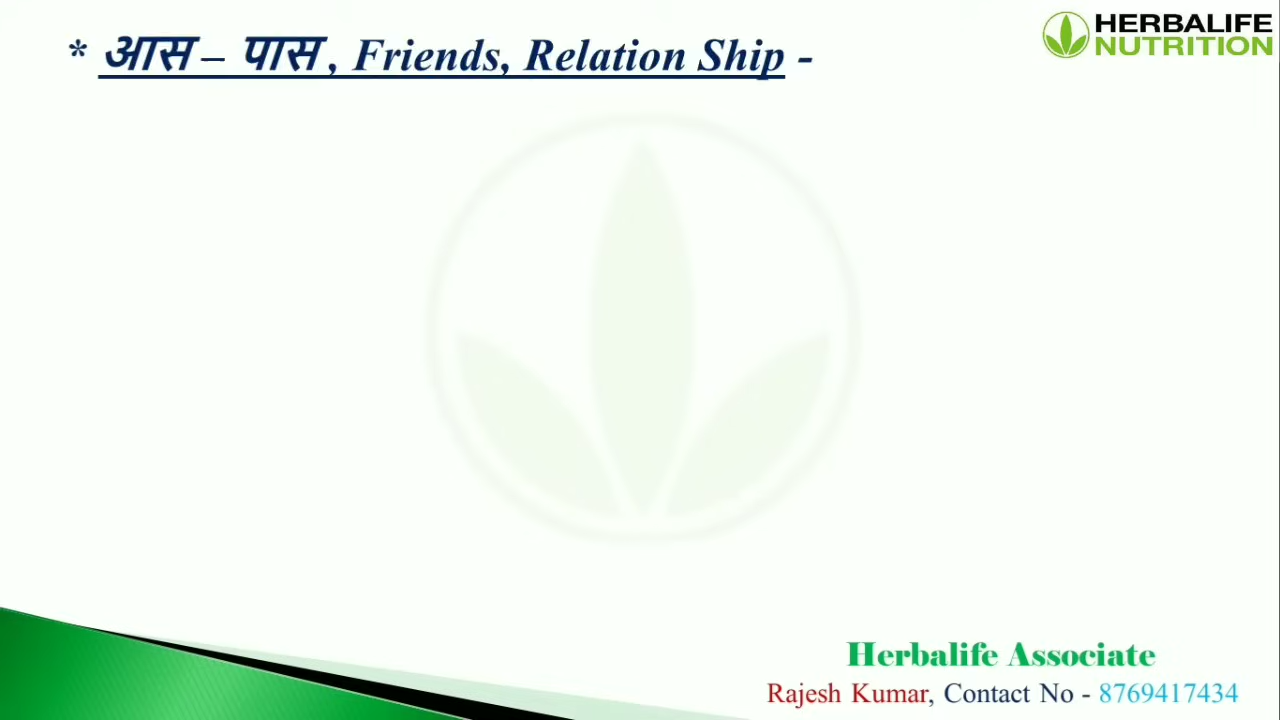 * आस – पास , Friends, Relation Ship -
HERBALIFE
NUTRITION
Herbalife Associate
Rajesh Kumar, Contact No - 8769417434